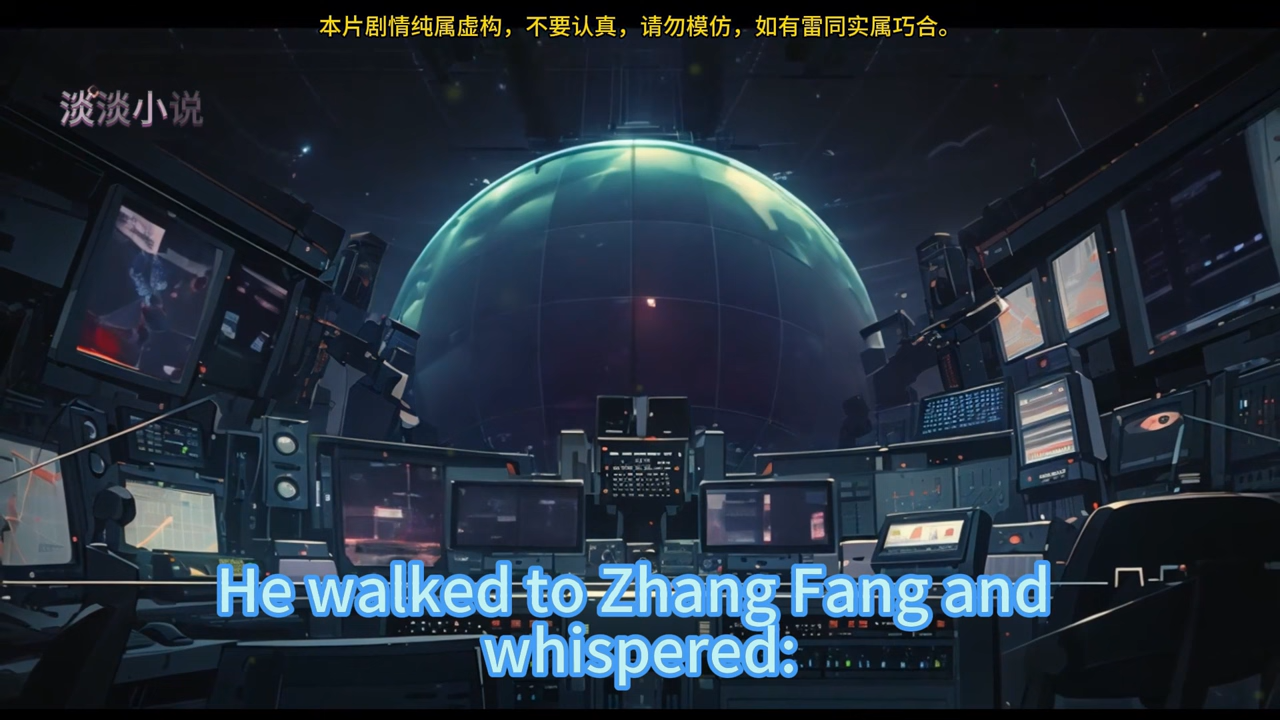 本片剧情纯属虚构，不要认真，请勿模仿，如有雷同实属巧合。
淡淡小说
He walked to Zhang Fang and
whispered: